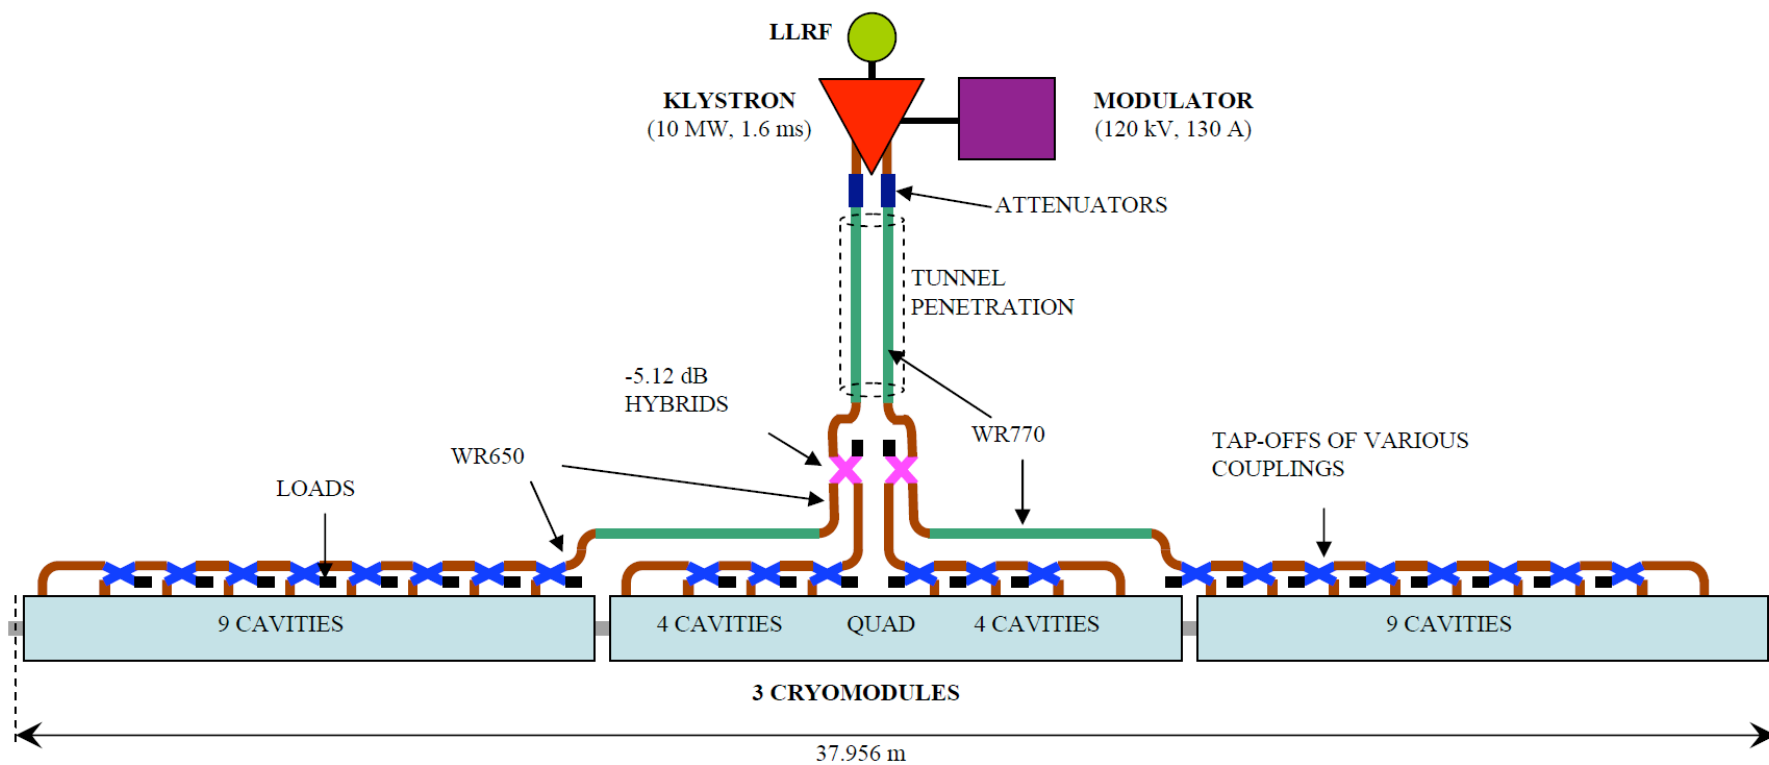 LLRF
KLYSTRON
(10 MW, 1.6 ms)
MODULATOR
(120 kV, 130 A)
ATTENUATORS
TUNNEL
PENETRATION
-5.12 dB
HYBRIDS
WR770
WR650
TAP-OFFS OF VARIOUS
COUPLINGS
LOADS
9 CAVITIES
4 CAVITIES
QUAD
4 CAVITIES
9 CAVITIES
3 CRYOMODULES
37.956 m